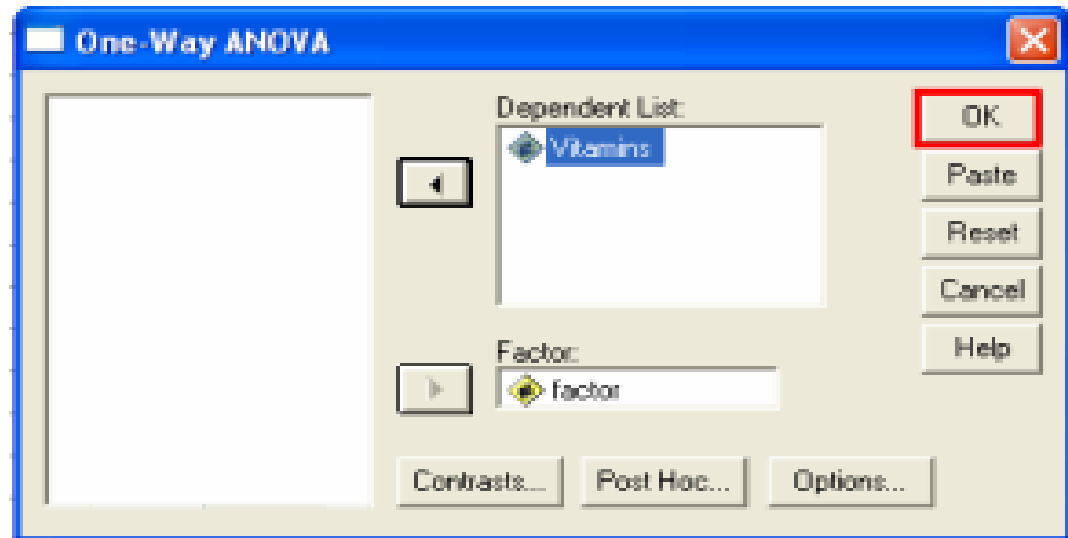 One-Way ANOVA
Dependent List:
Vitamins
OK
Paste
Reset
Cancel
Help
Factor:
factor
Contrasts...
Post Hoc...
Options...